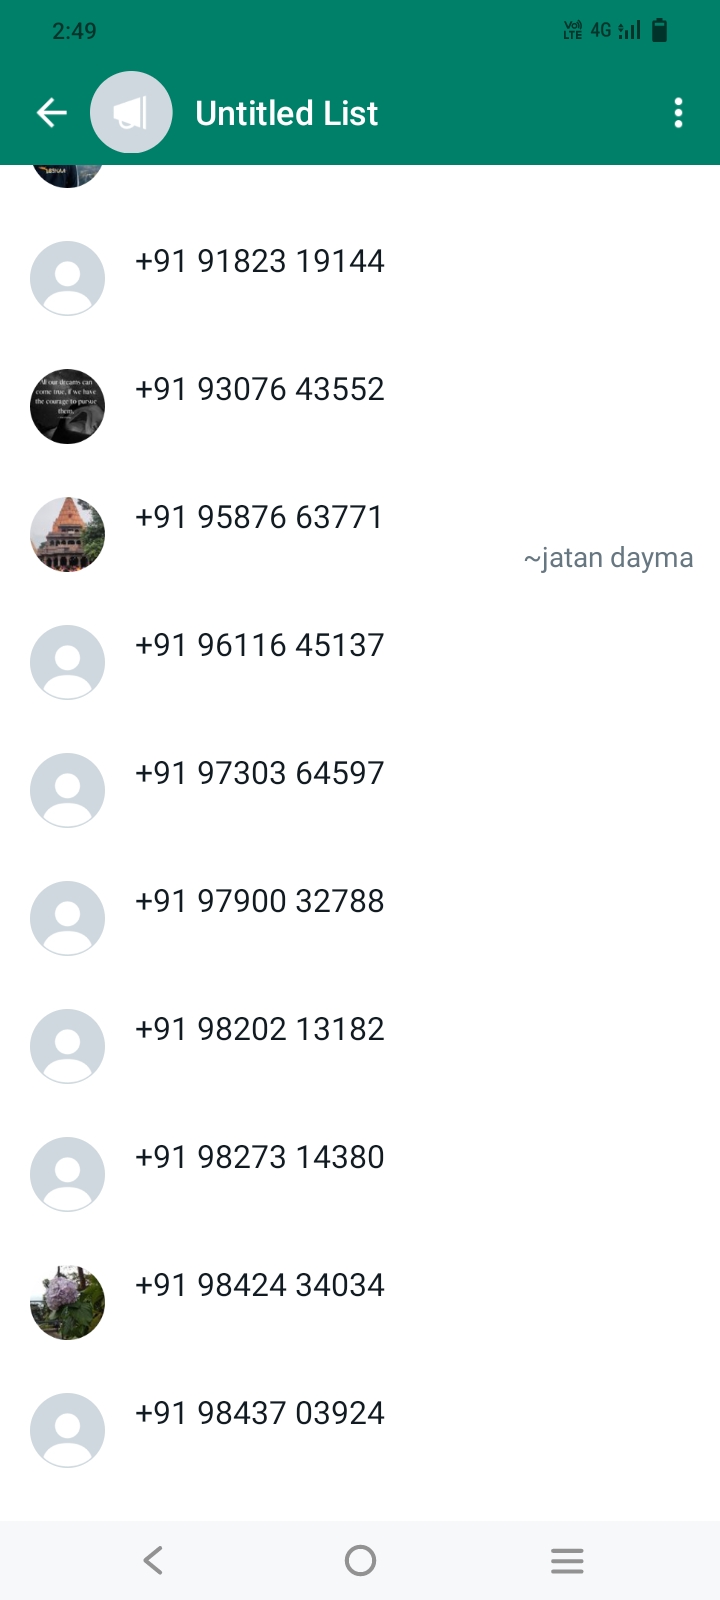 2:49
Vo))
LTE
4G
Untitled List
+91 91823 19144
All our dreams can
come true, if we have
the courage to pursue
them.
+91 93076 43552
+91 95876 63771
~jatan dayma
+91 96116 45137
+91 97303 64597
+91 97900 32788
+91 98202 13182
+91 98273 14380
+91 98424 34034
+91 98437 03924